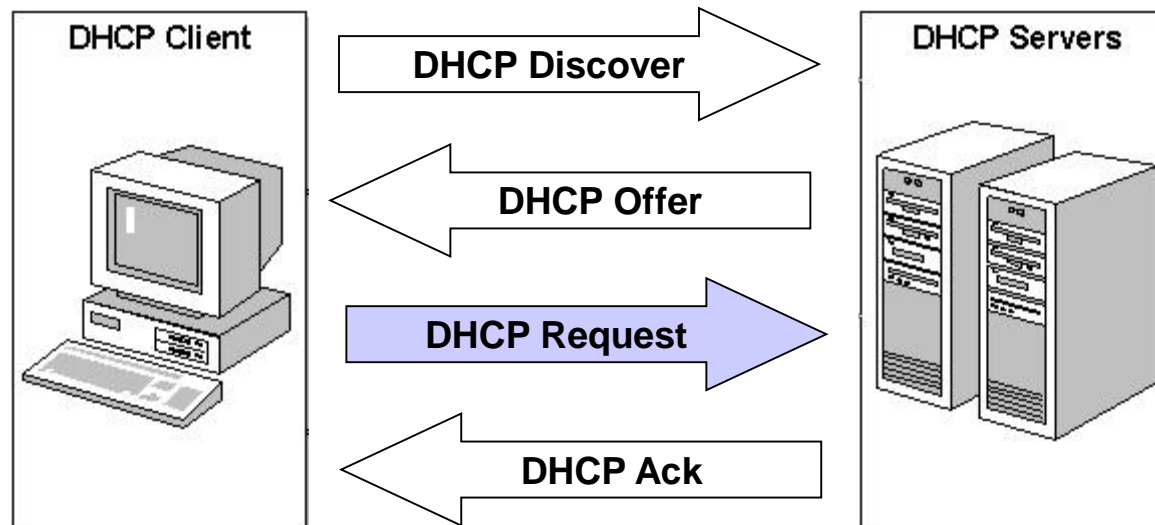 DHCP Client
DHCP Servers
DHCP Discover
DHCP Offer
DHCP Request
DHCP Ack